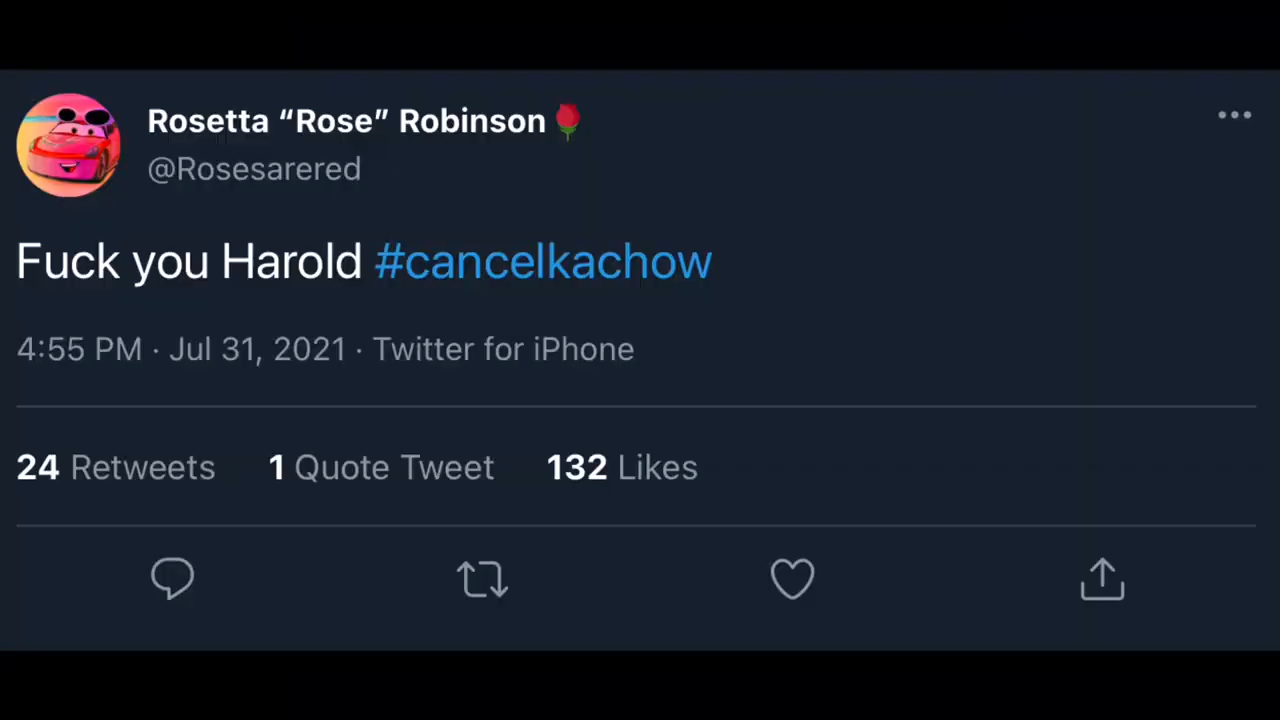 Rosetta “Rose” Robinson🌹
@Rosesarered
Fuck you Harold #cancelkachow
4:55 PM · Jul 31, 2021 · Twitter for iPhone
24 Retweets 1 Quote Tweet 132 Likes